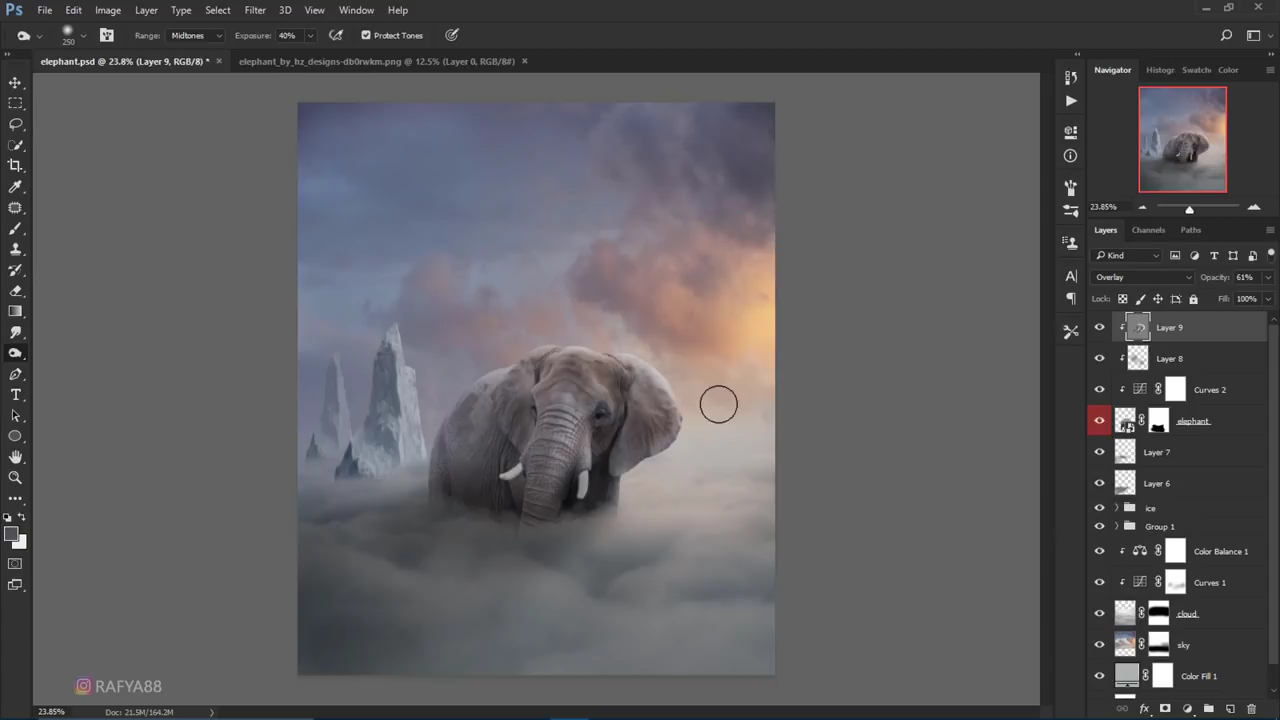 Ps File Edit Image Layer Type Select Filter 3D View Window Help
250 Range: Midtones Exposure: 40% Protect Tones
elephant.psd @ 23.8% (Layer 9, RGB/8) * × elephant_by_hz_designs-db0rwkm.png @ 12.5% (Layer 0, RGB/8#) ×
Navigator Histogr Swatch Color
23.85%
Layers Channels Paths
Kind
Overlay Opacity: 61%
Lock: Fill: 100%
Layer 9
Layer 8
Curves 2
elephant
Layer 7
Layer 6
ice
Group 1
Color Balance 1
Curves 1
cloud
sky
Color Fill 1
RAFYA88
23.85% Doc: 21.5M/164.2M